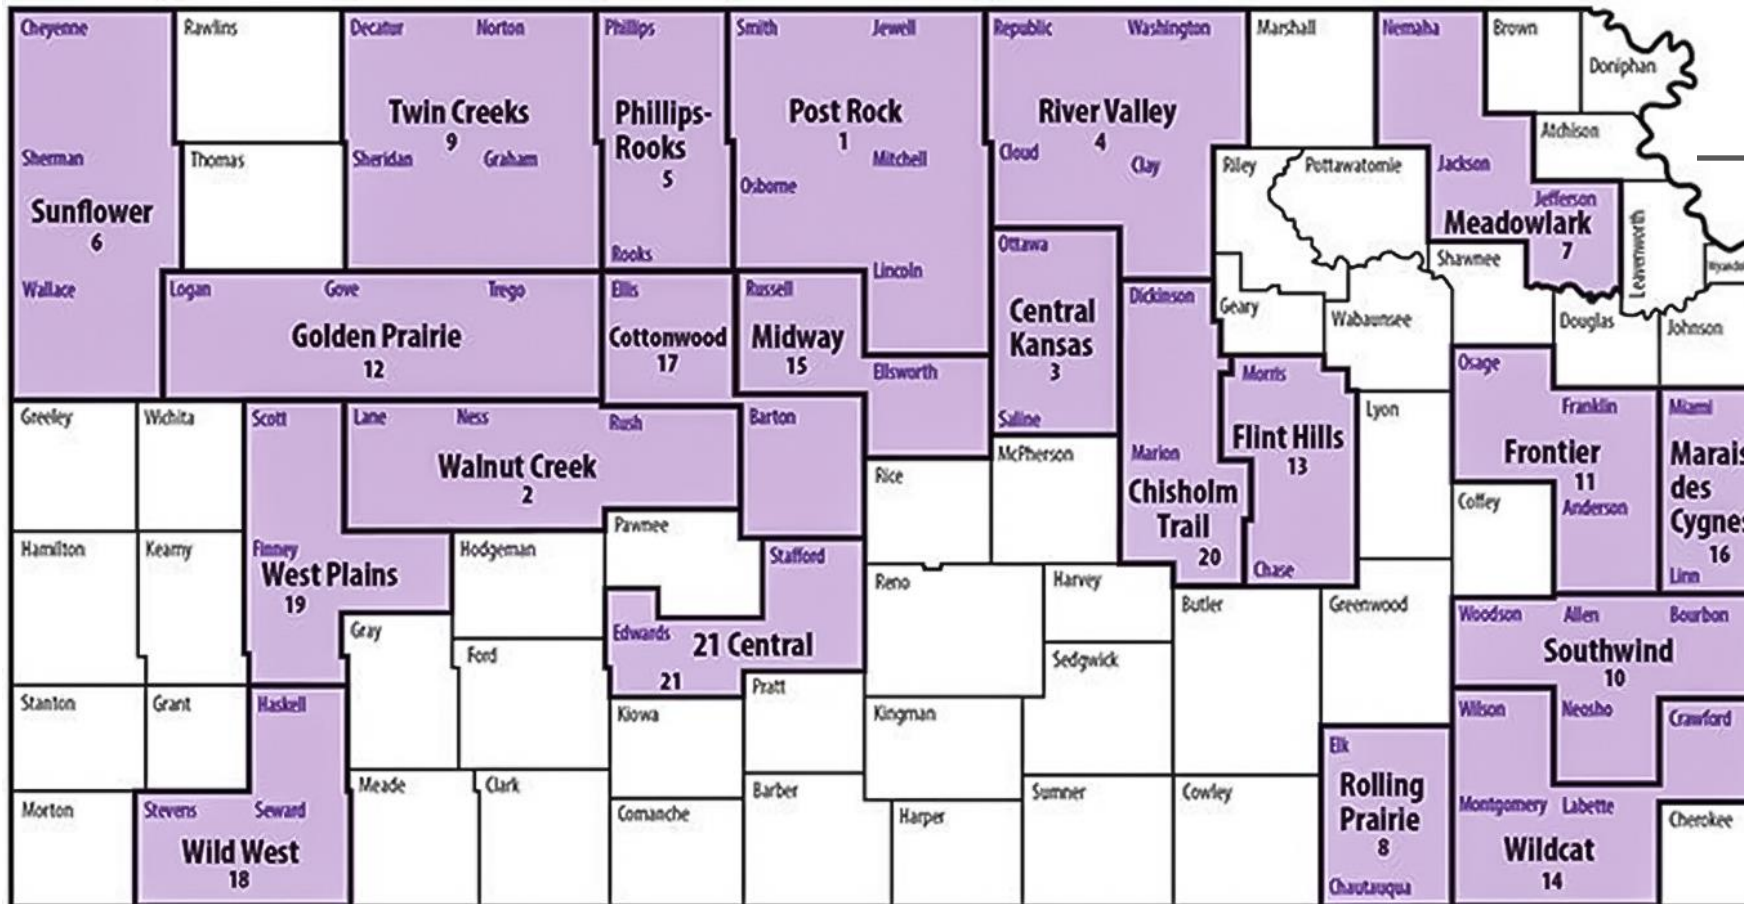 Cheyenne
Rawlins
Decatur Norton
Phillips
Smith Jewell
Republic Washington
Marshall
Nemaha
Brown
Doniphan
Twin Creeks
9
Phillips-
Rooks
5
Post Rock
1
River Valley
4
Atchison
Sherman
Thomas
Sheridan Graham
Mitchell
Osborne
Cloud
Clay
Riley
Pottawatomie
Jackson
Jefferson
Sunflower
6
Meadowlark
7
Leavenworth
Rooks
Ottawa
Shawnee
Wallace
Logan Gove Trego
Ellis
Russell
Lincoln
Dickinson
Geary
Wabaunsee
Douglas
Johnson
Golden Prairie
12
Cottonwood
17
Midway
15
Central
Kansas
3
Ellsworth
Morris
Osage
Greeley
Wichita
Scott
Lane Ness Rush
Barton
Saline
Lyon
Franklin
Miami
Walnut Creek
2
Rice
McPherson
Marion
Flint Hills
13
Frontier
11
Marais
des
Cygnes
16
Chisholm
Trail
20
Coffey
Anderson
Hamilton
Kearny
Finney
West Plains
19
Hodgeman
Pawnee
Stafford
Reno
Harvey
Chase
Linn
Butler
Greenwood
Woodson Allen Bourbon
Gray
Ford
Edwards
21 Central
21
Sedgwick
Southwind
10
Stanton
Grant
Haskell
Kiowa
Pratt
Kingman
Wilson
Neosho
Crawford
Elk
Rolling
Prairie
8
Chautauqua
Morton
Stevens Seward
Wild West
18
Meade
Clark
Comanche
Barber
Harper
Sumner
Cowley
Montgomery Labette
Wildcat
14
Cherokee